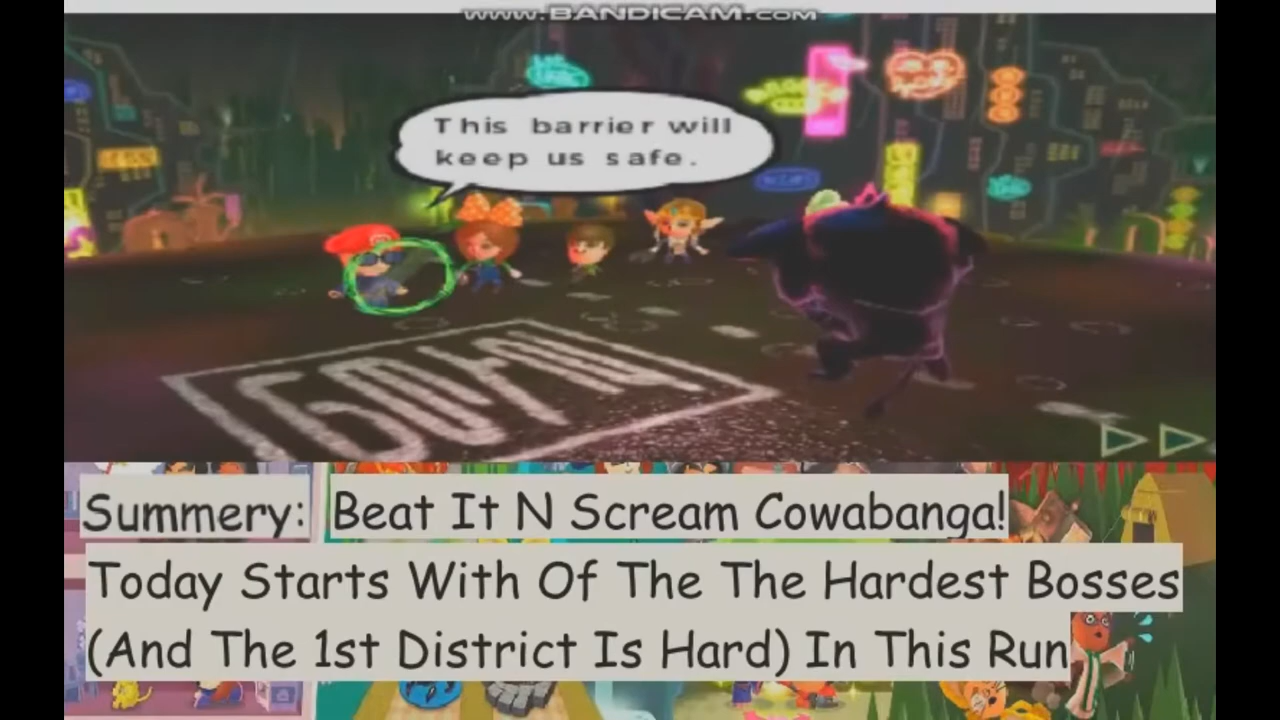 www.BANDICAM.com
This barrier will
keep us safe.
Summery: Beat It N Scream Cowabanga!
Today Starts With Of The The Hardest Bosses
(And The 1st District Is Hard) In This Run